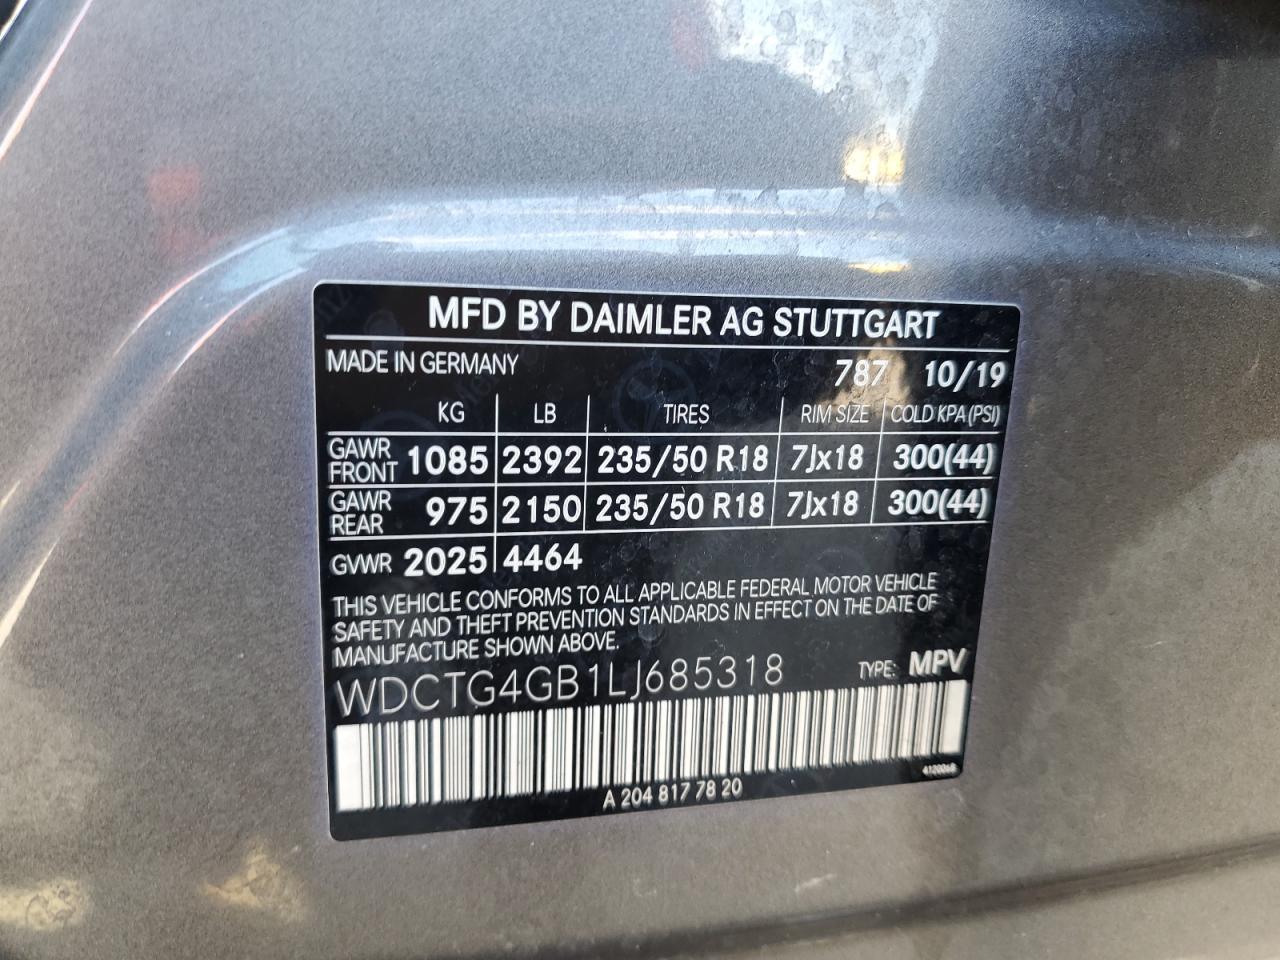 MFD BY DAIMLER AG STUTTGART
MADE IN GERMANY 787 10/19
KG LB TIRES RIM SIZE COLD KPA (PSI)
GAWR FRONT 1085 2392 235/50 R18 7Jx18 300(44)
GAWR REAR 975 2150 235/50 R18 7Jx18 300(44)
GVWR 2025 4464
THIS VEHICLE CONFORMS TO ALL APPLICABLE FEDERAL MOTOR VEHICLE
SAFETY AND THEFT PREVENTION STANDARDS IN EFFECT ON THE DATE OF
MANUFACTURE SHOWN ABOVE.
WDCTG4GB1LJ685318 TYPE: MPV
A 204 817 78 20